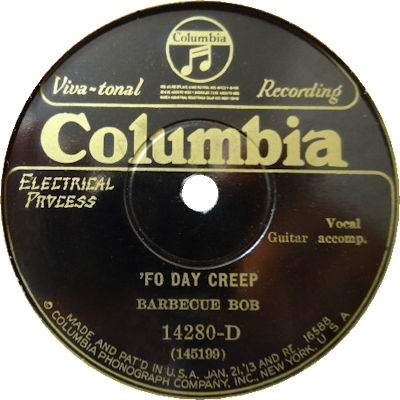 Columbia
Viva-tonal Recording
Columbia
ELECTRICAL
PROCESS
Vocal
Guitar accomp.
'FO DAY CREEP
BARBECUE BOB
14280-D
(145199)
MADE AND PAT'D IN U.S.A. JAN. 21, '13 AND RE. 16588
COLUMBIA PHONOGRAPH COMPANY, INC., NEW YORK, U S A